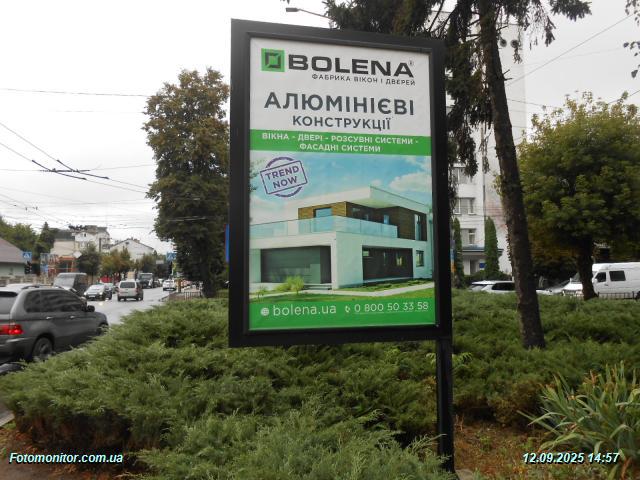 BOLENA®
ФАБРИКА ВІКОН І ДВЕРЕЙ
АЛЮМІНІЄВІ
КОНСТРУКЦІЇ
ВІКНА - ДВЕРІ - РОЗСУВНІ СИСТЕМИ -
ФАСАДНІ СИСТЕМИ
TREND
NOW
bolena.ua 0 800 50 33 58
Fotomonitor.com.ua
12.09.2025 14:57